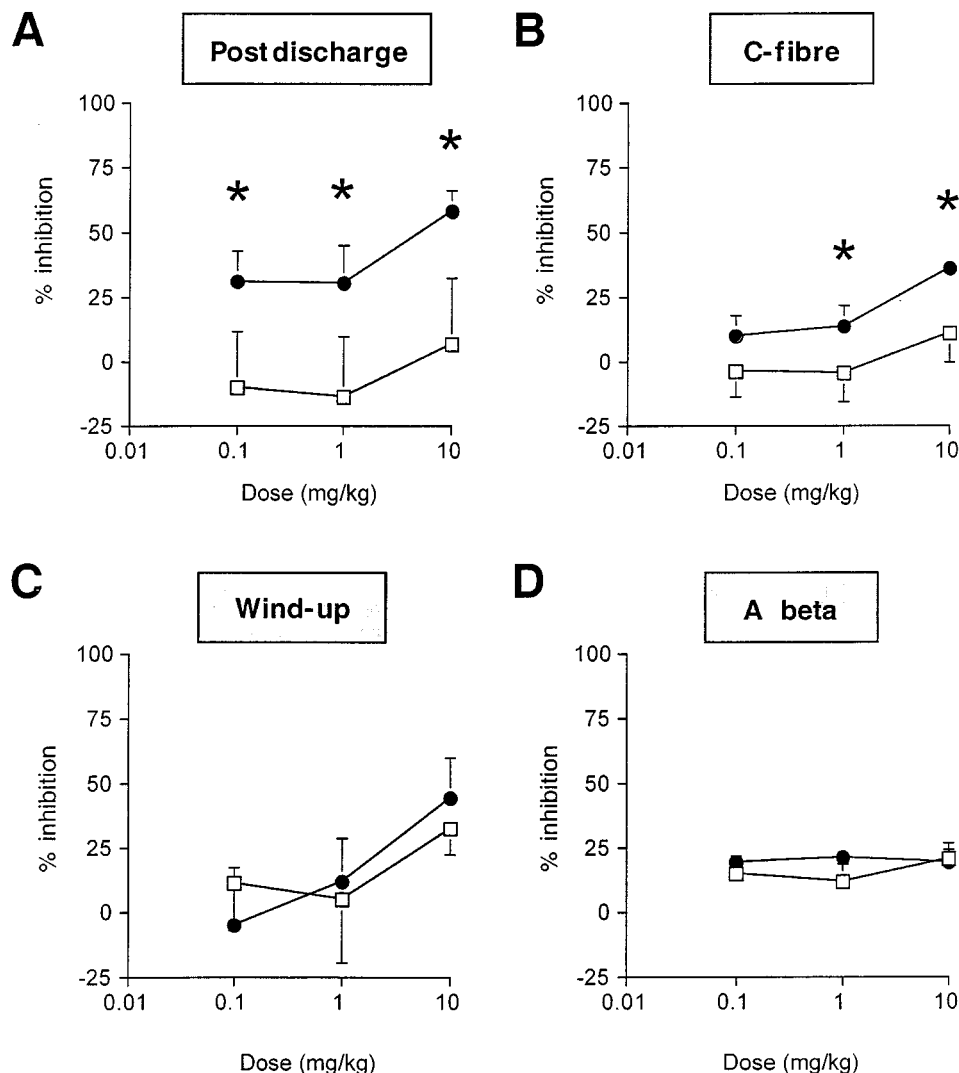 A
Postdischarge
100
75
50
25
0
-25
% inhibition
* * *
0.01 0.1 1 10
Dose (mg/kg)
B
C-fibre
100
75
50
25
0
-25
% inhibition
* *
0.01 0.1 1 10
Dose (mg/kg)
C
Wind-up
100
75
50
25
0
-25
% inhibition
0.01 0.1 1 10
Dose (mg/kg)
D
A beta
100
75
50
25
0
-25
% inhibition
0.01 0.1 1 10
Dose (mg/kg)